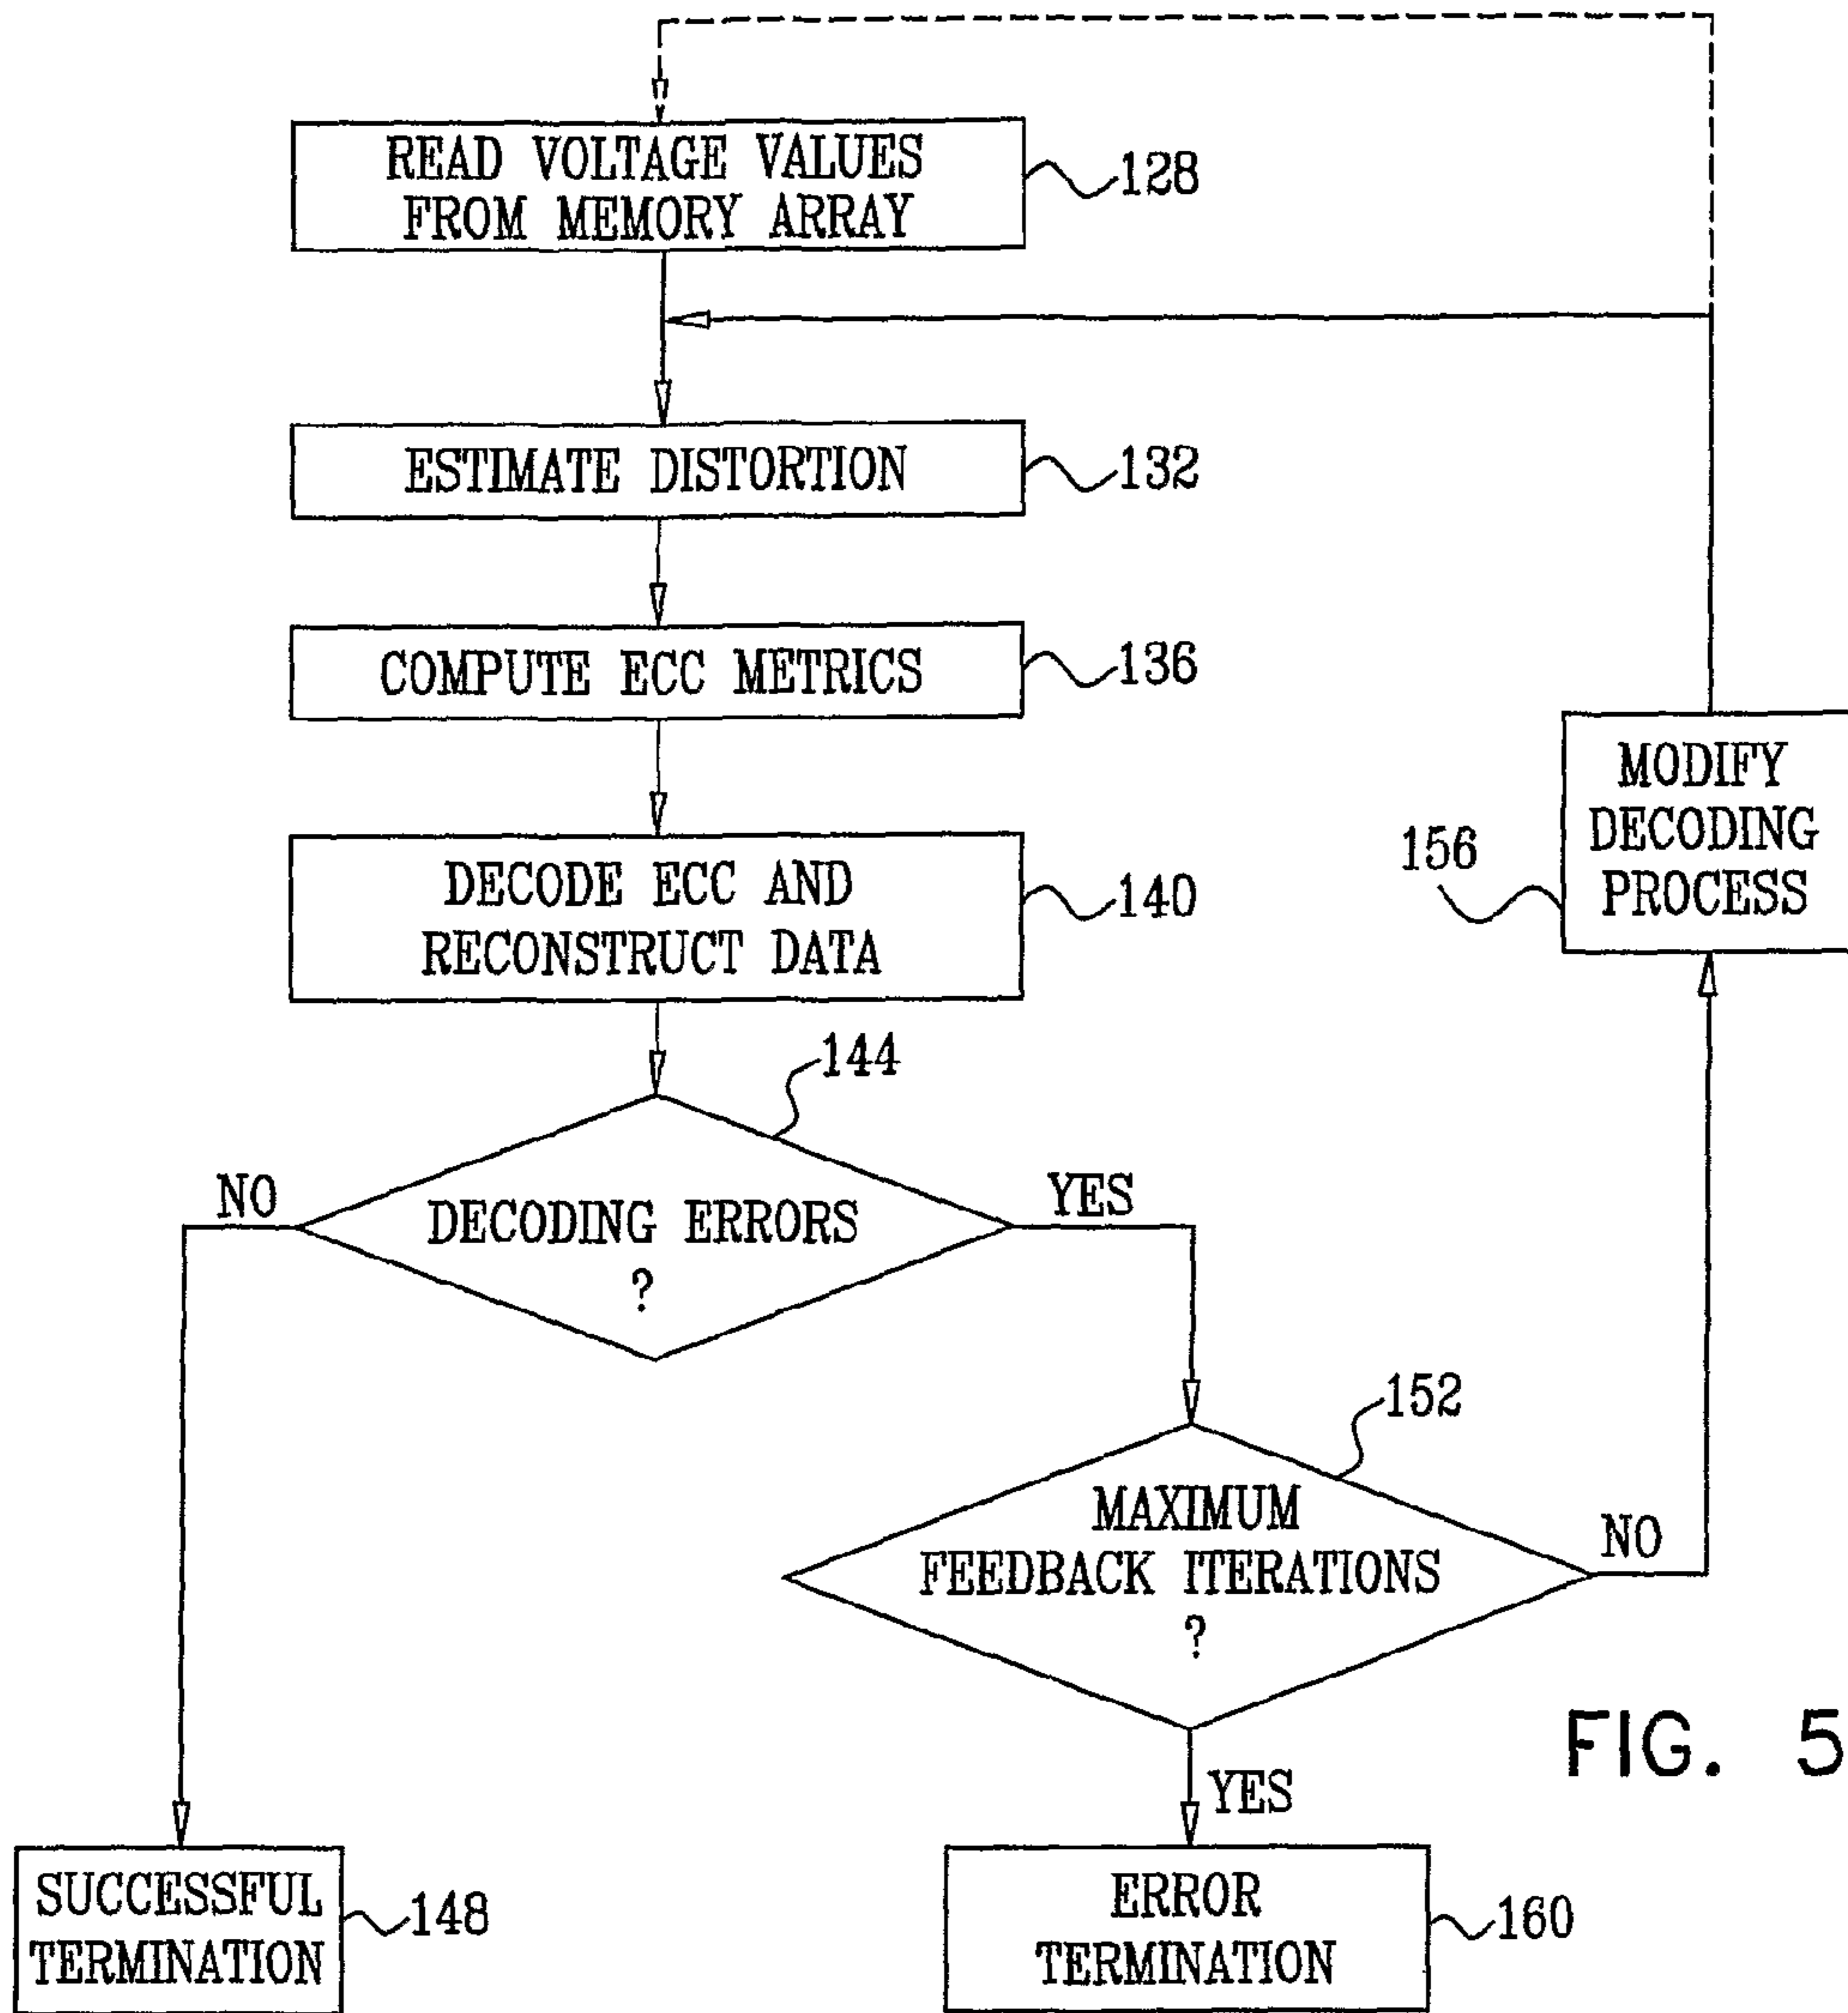 READ VOLTAGE VALUES
FROM MEMORY ARRAY
128
ESTIMATE DISTORTION
132
COMPUTE ECC METRICS
136
DECODE ECC AND
RECONSTRUCT DATA
140
MODIFY
DECODING
PROCESS
156
144
NO
DECODING ERRORS
?
YES
152
MAXIMUM
FEEDBACK ITERATIONS
?
NO
YES
FIG. 5
SUCCESSFUL
TERMINATION
148
ERROR
TERMINATION
160